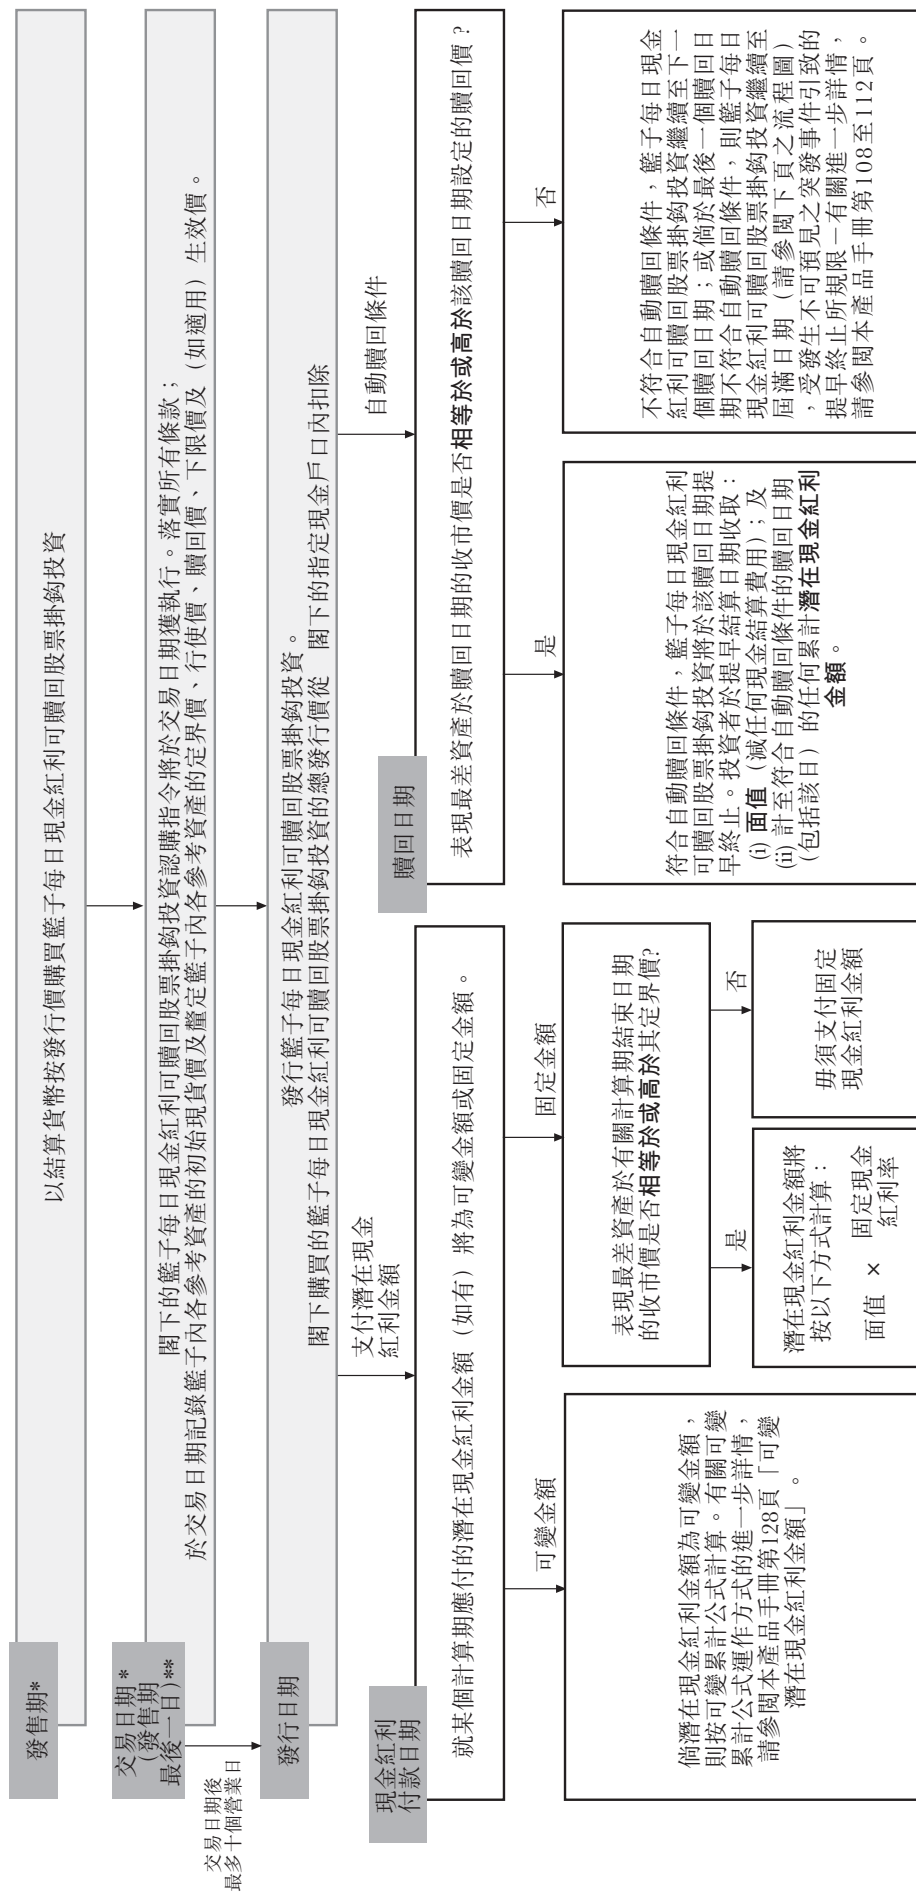 發售期*
以結算貨幣按發行價購買籃子每日現金紅利可贖回股票掛鈎投資
交易日期*
(發售期
最後一日)**
閣下的籃子每日現金紅利可贖回股票掛鈎投資認購指令將於交易日期獲執行。落實所有條款；
於交易日期記錄籃子內各參考資產的初始現貨價及釐定籃子內各參考資產的定界價、行使價、贖回價、下限價及（如適用）生效價。
交易日期後
最多十個營業日
發行日期
發行籃子每日現金紅利可贖回股票掛鈎投資。
閣下購買的籃子每日現金紅利可贖回股票掛鈎投資的總發行價從 閣下的指定現金戶口內扣除
支付潛在現金
紅利金額
自動贖回條件
現金紅利
付款日期
就某個計算期應付的潛在現金紅利金額（如有）將為可變金額或固定金額。
可變金額
固定金額
倘潛在現金紅利金額為可變金額，
則按可變累計公式計算。有關可變
累計公式運作方式的進一步詳情，
請參閱本產品手冊第128頁「可變
潛在現金紅利金額」。
表現最差資產於有關計算期結束日期
的收市價是否相等於或高於其定界價?
是
否
潛在現金紅利金額將
按以下方式計算：
面值 × 固定現金
紅利率
毋須支付固定
現金紅利金額
贖回日期
表現最差資產於贖回日期的收市價是否相等於或高於該贖回日期設定的贖回價？
是
否
符合自動贖回條件，籃子每日現金紅利
可贖回股票掛鈎投資將於該贖回日期提
早終止。投資者於提早結算日期收取：
(i) 面值（減任何現金結算費用）；及
(ii) 計至符合自動贖回條件的贖回日期
(包括該日）的任何累計潛在現金紅利
金額。
不符合自動贖回條件，籃子每日現金
紅利可贖回股票掛鈎投資繼續至下一
個贖回日期；或倘於最後一個贖回日
期不符合自動贖回條件，則籃子每日
現金紅利可贖回股票掛鈎投資繼續至
屆滿日期（請參閱下頁之流程圖）
，受發生不可預見之突發事件引致的
提早終止所規限－有關進一步詳情，
請參閱本產品手冊第108至112頁。